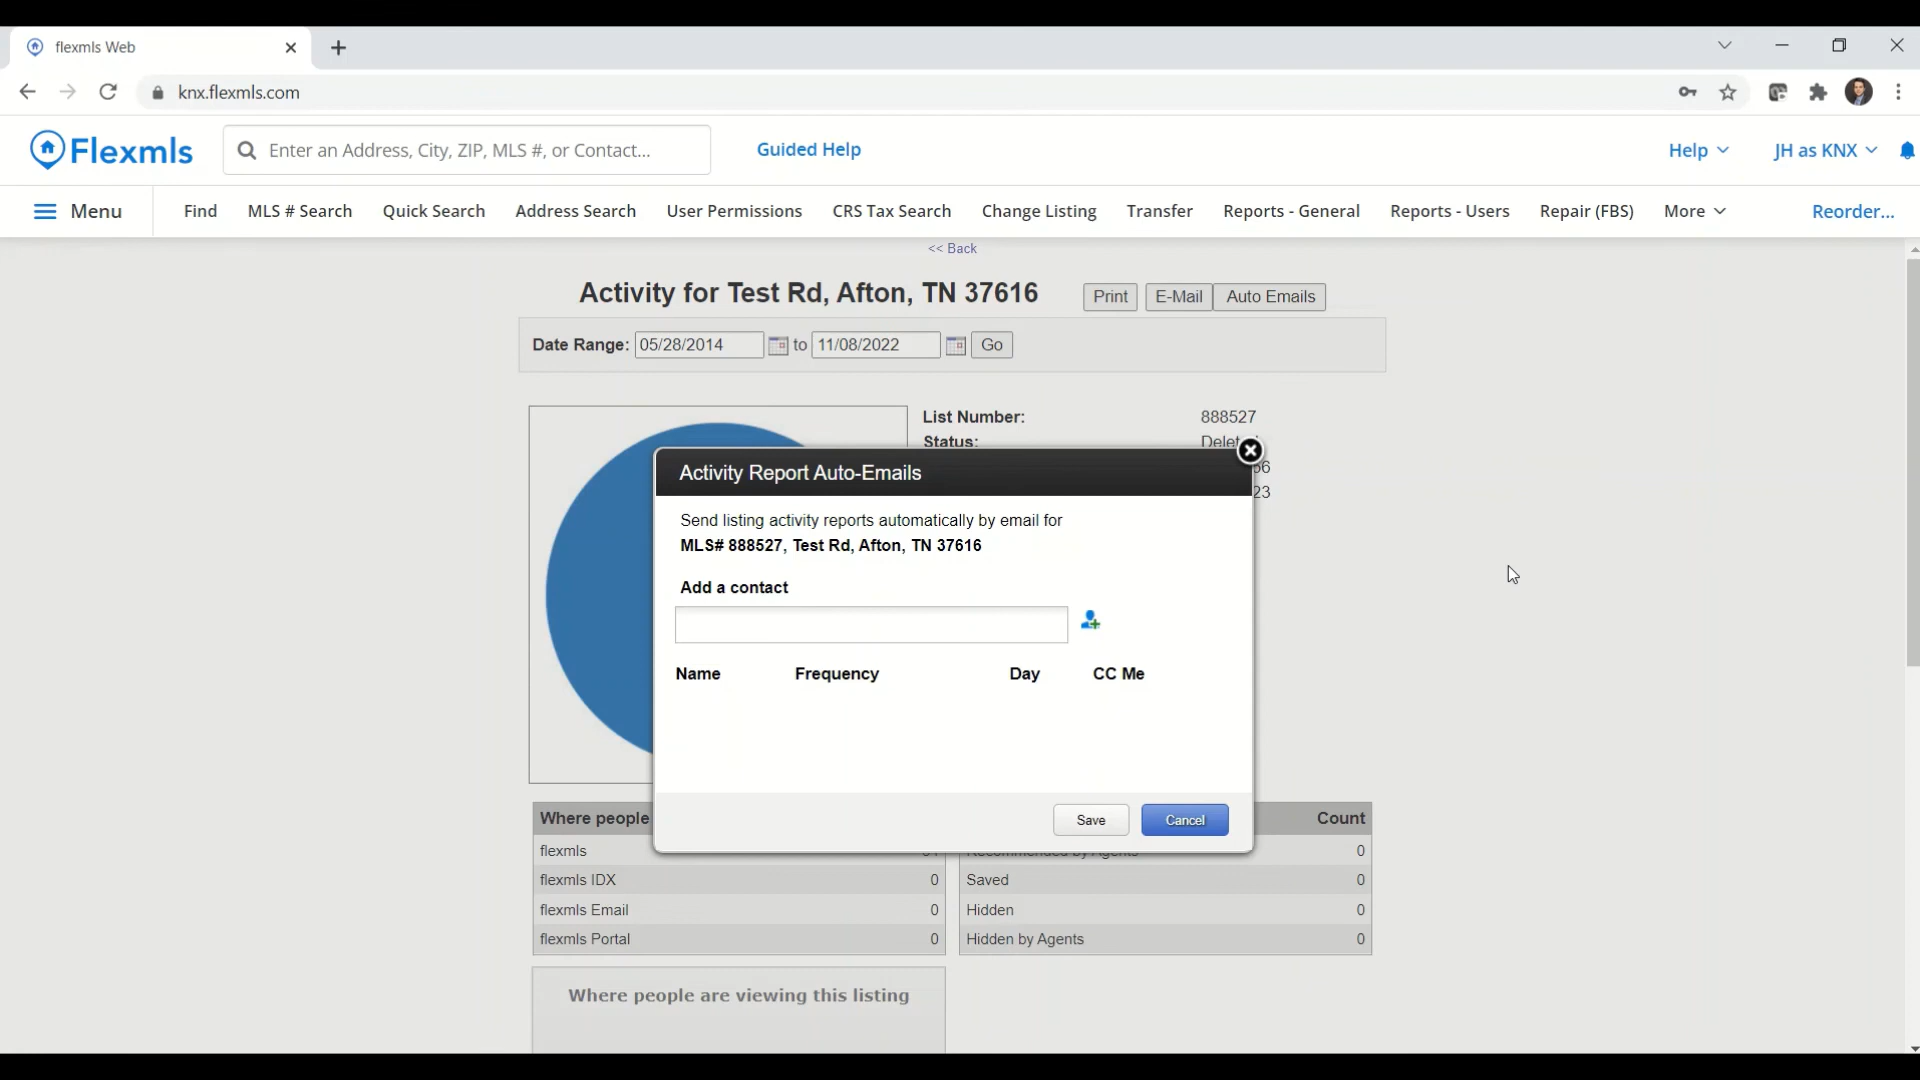 flexmls Web
knx.flexmls.com
Flexmls
Enter an Address, City, ZIP, MLS #, or Contact...
Guided Help
Help
JH as KNX
Menu
Find
MLS # Search
Quick Search
Address Search
User Permissions
CRS Tax Search
Change Listing
Transfer
Reports - General
Reports - Users
Repair (FBS)
More
Reorder...
<< Back
Activity for Test Rd, Afton, TN 37616
Print
E-Mail
Auto Emails
Date Range: 05/28/2014 to 11/08/2022 Go
List Number: 888527
Status:
Activity Report Auto-Emails
Send listing activity reports automatically by email for
MLS# 888527, Test Rd, Afton, TN 37616
Add a contact
Name Frequency Day CC Me
Save
Cancel
Where people
Count
flexmls
Recommended by Agents 0
flexmls IDX 0
Saved 0
flexmls Email 0
Hidden 0
flexmls Portal 0
Hidden by Agents 0
Where people are viewing this listing